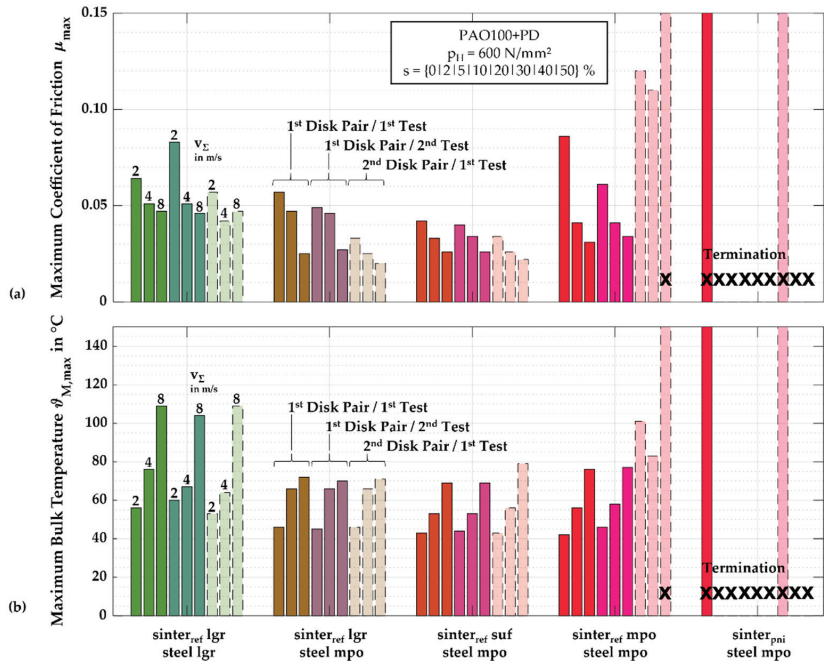 (a)
Maximum Coefficient of Friction μmax
0.15
0.10
0.05
0
PAO100+PD
pH = 600 N/mm²
s = {0|2|5|10|20|30|40|50} %
vΣ
in m/s
2
4
8
2
4
8
2
4
8
1st Disk Pair / 1st Test
1st Disk Pair / 2nd Test
2nd Disk Pair / 1st Test
Termination
X XXXXXXXXXX
(b)
Maximum Bulk Temperature ϑM,max in °C
140
120
100
80
60
40
20
0
vΣ
in m/s
2
4
8
2
4
8
2
4
8
1st Disk Pair / 1st Test
1st Disk Pair / 2nd Test
2nd Disk Pair / 1st Test
Termination
X XXXXXXXXXX
sinterref lgr
steel lgr
sinterref lgr
steel mpo
sinterref suf
steel mpo
sinterref mpo
steel mpo
sinterpni
steel mpo